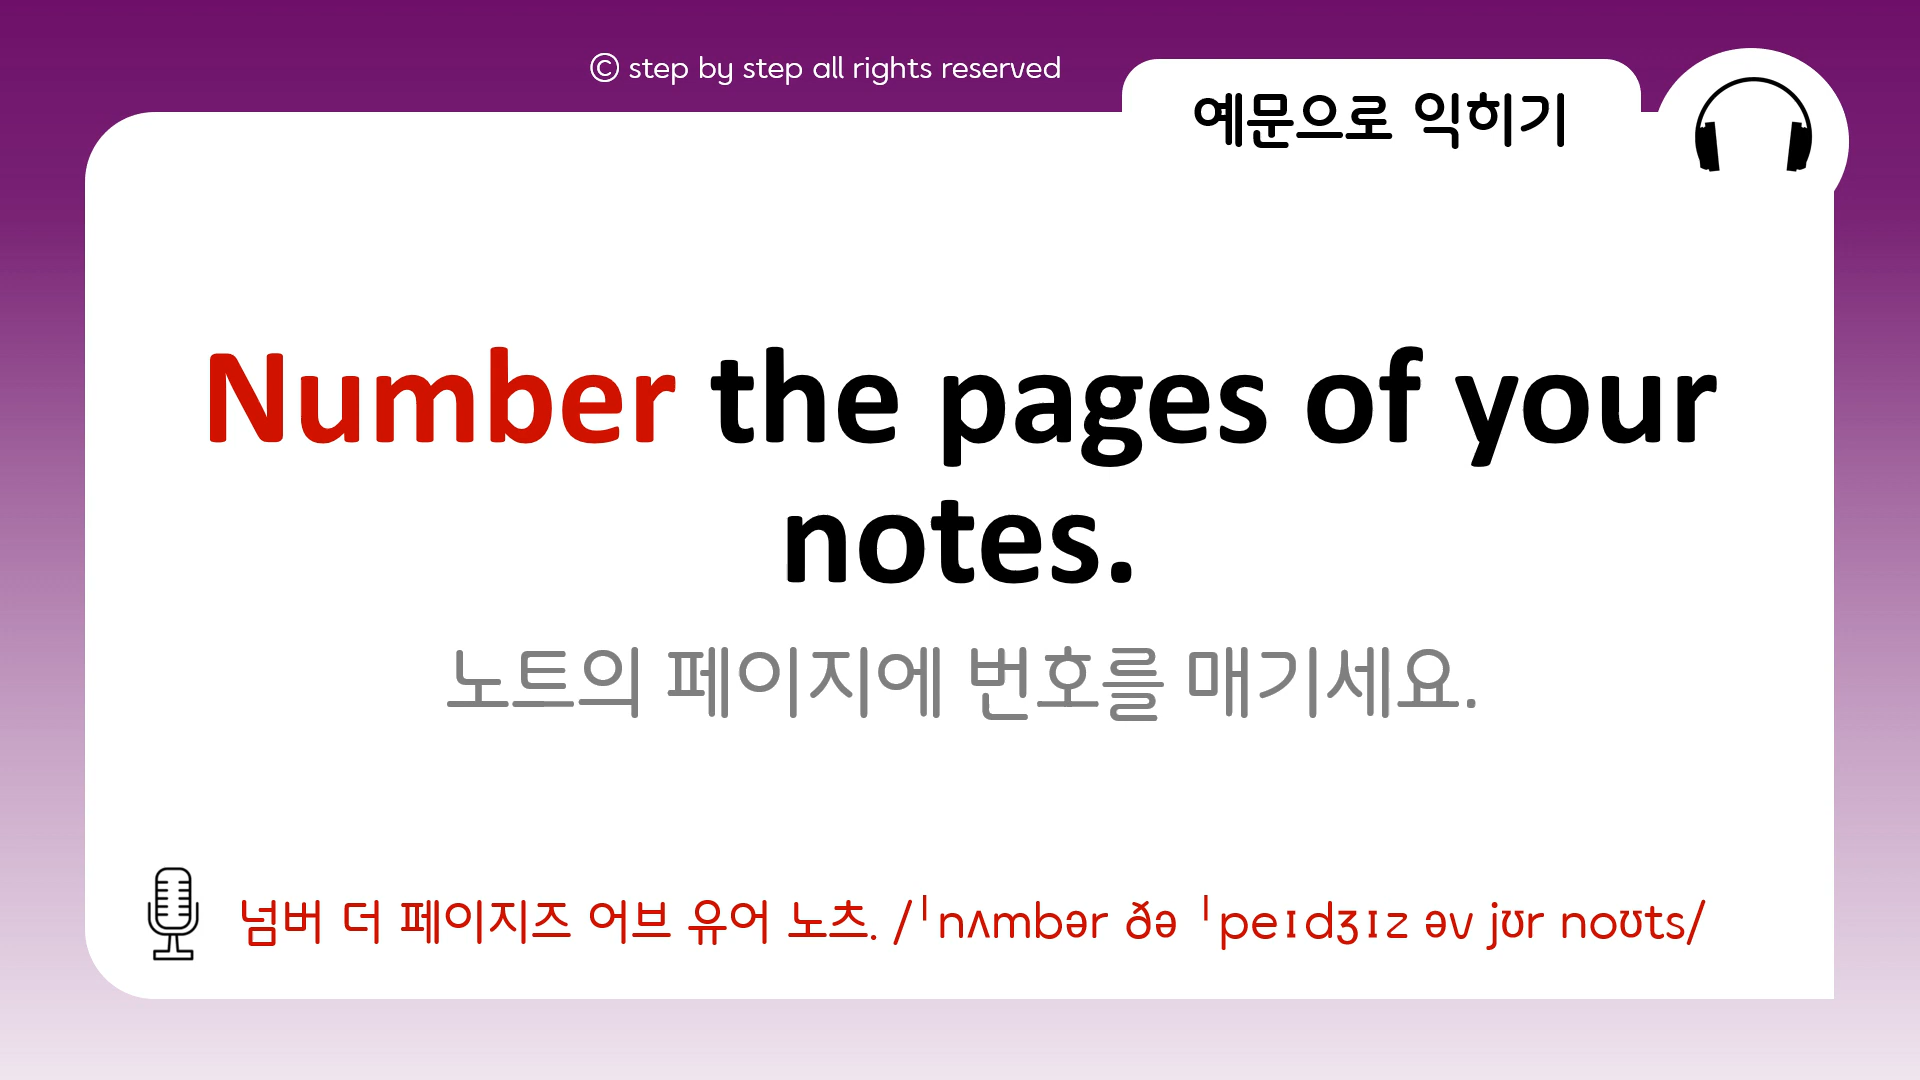 © step by step all rights reserved
예문으로 익히기
Number the pages of your
notes.
노트의 페이지에 번호를 매기세요.
넘버 더 페이지즈 어브 유어 노츠. /ˈnʌmbər ðə ˈpeɪdʒɪz əv jʊr noʊts/